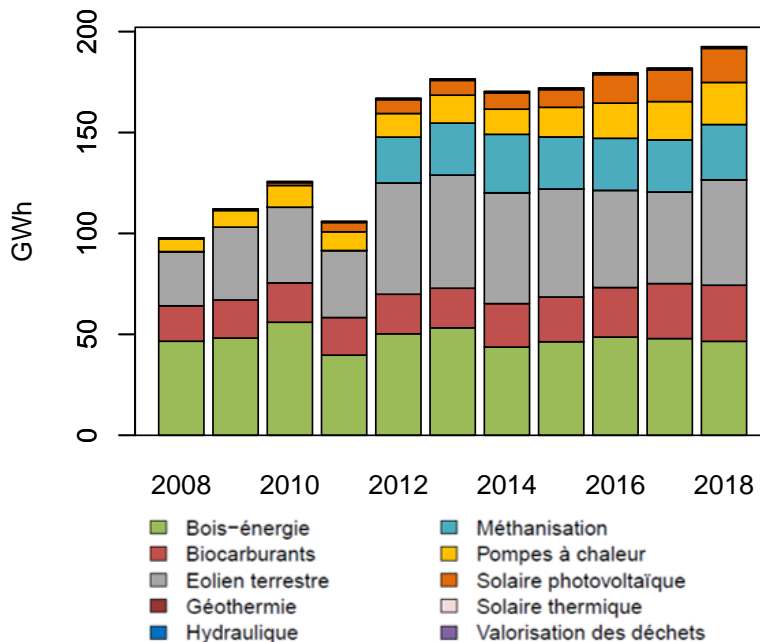 200
150
100
50
0
GWh
2008 2010 2012 2014 2016 2018
Bois−énergie
Biocarburants
Eolien terrestre
Géothermie
Hydraulique
Méthanisation
Pompes à chaleur
Solaire photovoltaïque
Solaire thermique
Valorisation des déchets